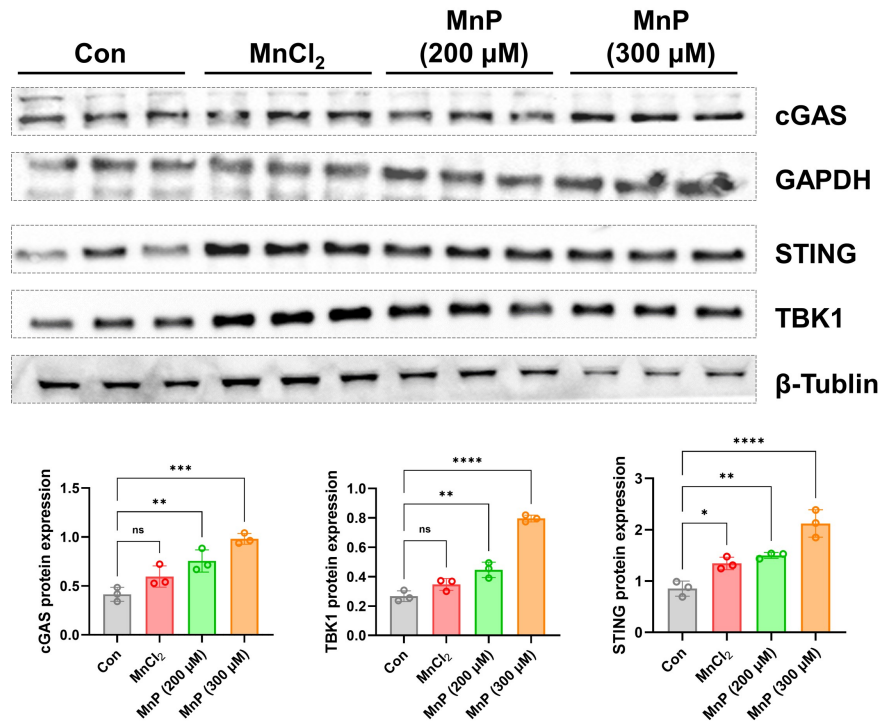 Con
MnCl₂
MnP
(200 μM)
MnP
(300 μM)
cGAS
GAPDH
STING
TBK1
β-Tublin
cGAS protein expression
1.5
1.0
0.5
0.0
***
**
ns
Con
MnCl₂
MnP (200 μM)
MnP (300 μM)
TBK1 protein expression
1.0
0.8
0.6
0.4
0.2
0.0
****
**
ns
Con
MnCl₂
MnP (200 μM)
MnP (300 μM)
STING protein expression
3
2
1
0
****
**
*
Con
MnCl₂
MnP (200 μM)
MnP (300 μM)